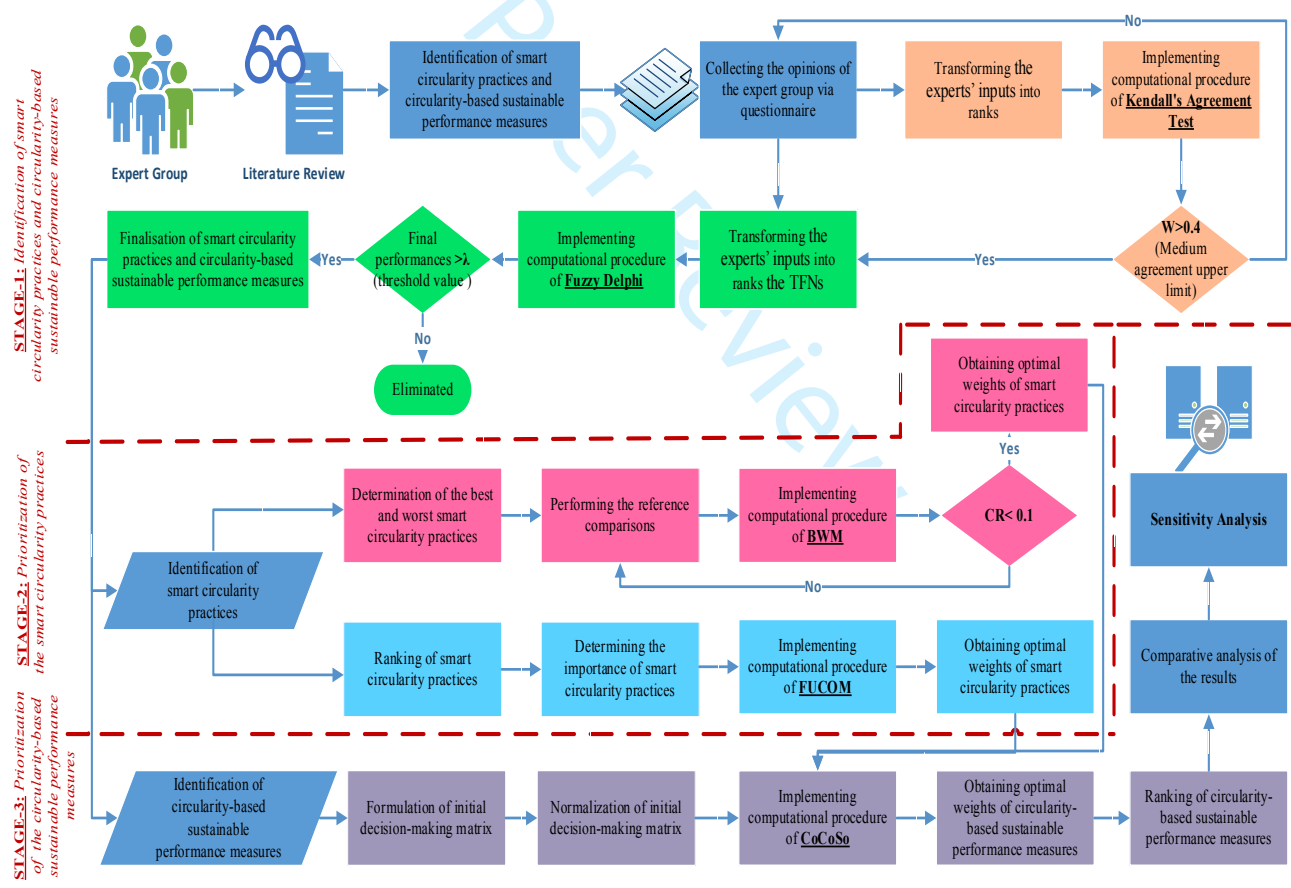 No
Identification of smart
circularity practices and
circularity-based sustainable
performance measures
Collecting the opinions of
the expert group via
questionnaire
Transforming the
experts' inputs into
ranks
Implementing
computational procedure
of Kendall's Agreement
Test
Expert Group
Literature Review
STAGE-1: Identification of smart
circularity practices and circularity-based
sustainable performance measures
Finalisation of smart circularity
practices and circularity-based
sustainable performance measures
Yes
Final
performances >λ
(threshold value )
Implementing
computational procedure
of Fuzzy Delphi
Transforming the
experts' inputs into
ranks the TFNs
Yes
W>0.4
(Medium
agreement upper
limit)
No
Eliminated
Obtaining optimal
weights of smart
circularity practices
Yes
STAGE-2: Prioritization of
the smart circularity practices
Identification of
smart circularity
practices
Determination of the best
and worst smart
circularity practices
Performing the reference
comparisons
Implementing
computational procedure
of BWM
CR< 0.1
No
Sensitivity Analysis
Ranking of smart
circularity practices
Determining the
importance of smart
circularity practices
Implementing
computational procedure
of FUCOM
Obtaining optimal
weights of smart
circularity practices
Comparative analysis of
the results
STAGE-3: Prioritization
of the circularity-based
sustainable performance
measures
Identification of
circularity-based
sustainable
performance measures
Formulation of initial
decision-making matrix
Normalization of initial
decision-making matrix
Implementing
computational procedure
of CoCoSo
Obtaining optimal
weights of circularity-
based sustainable
performance measures
Ranking of circularity-
based sustainable
performance measures
Peer Review